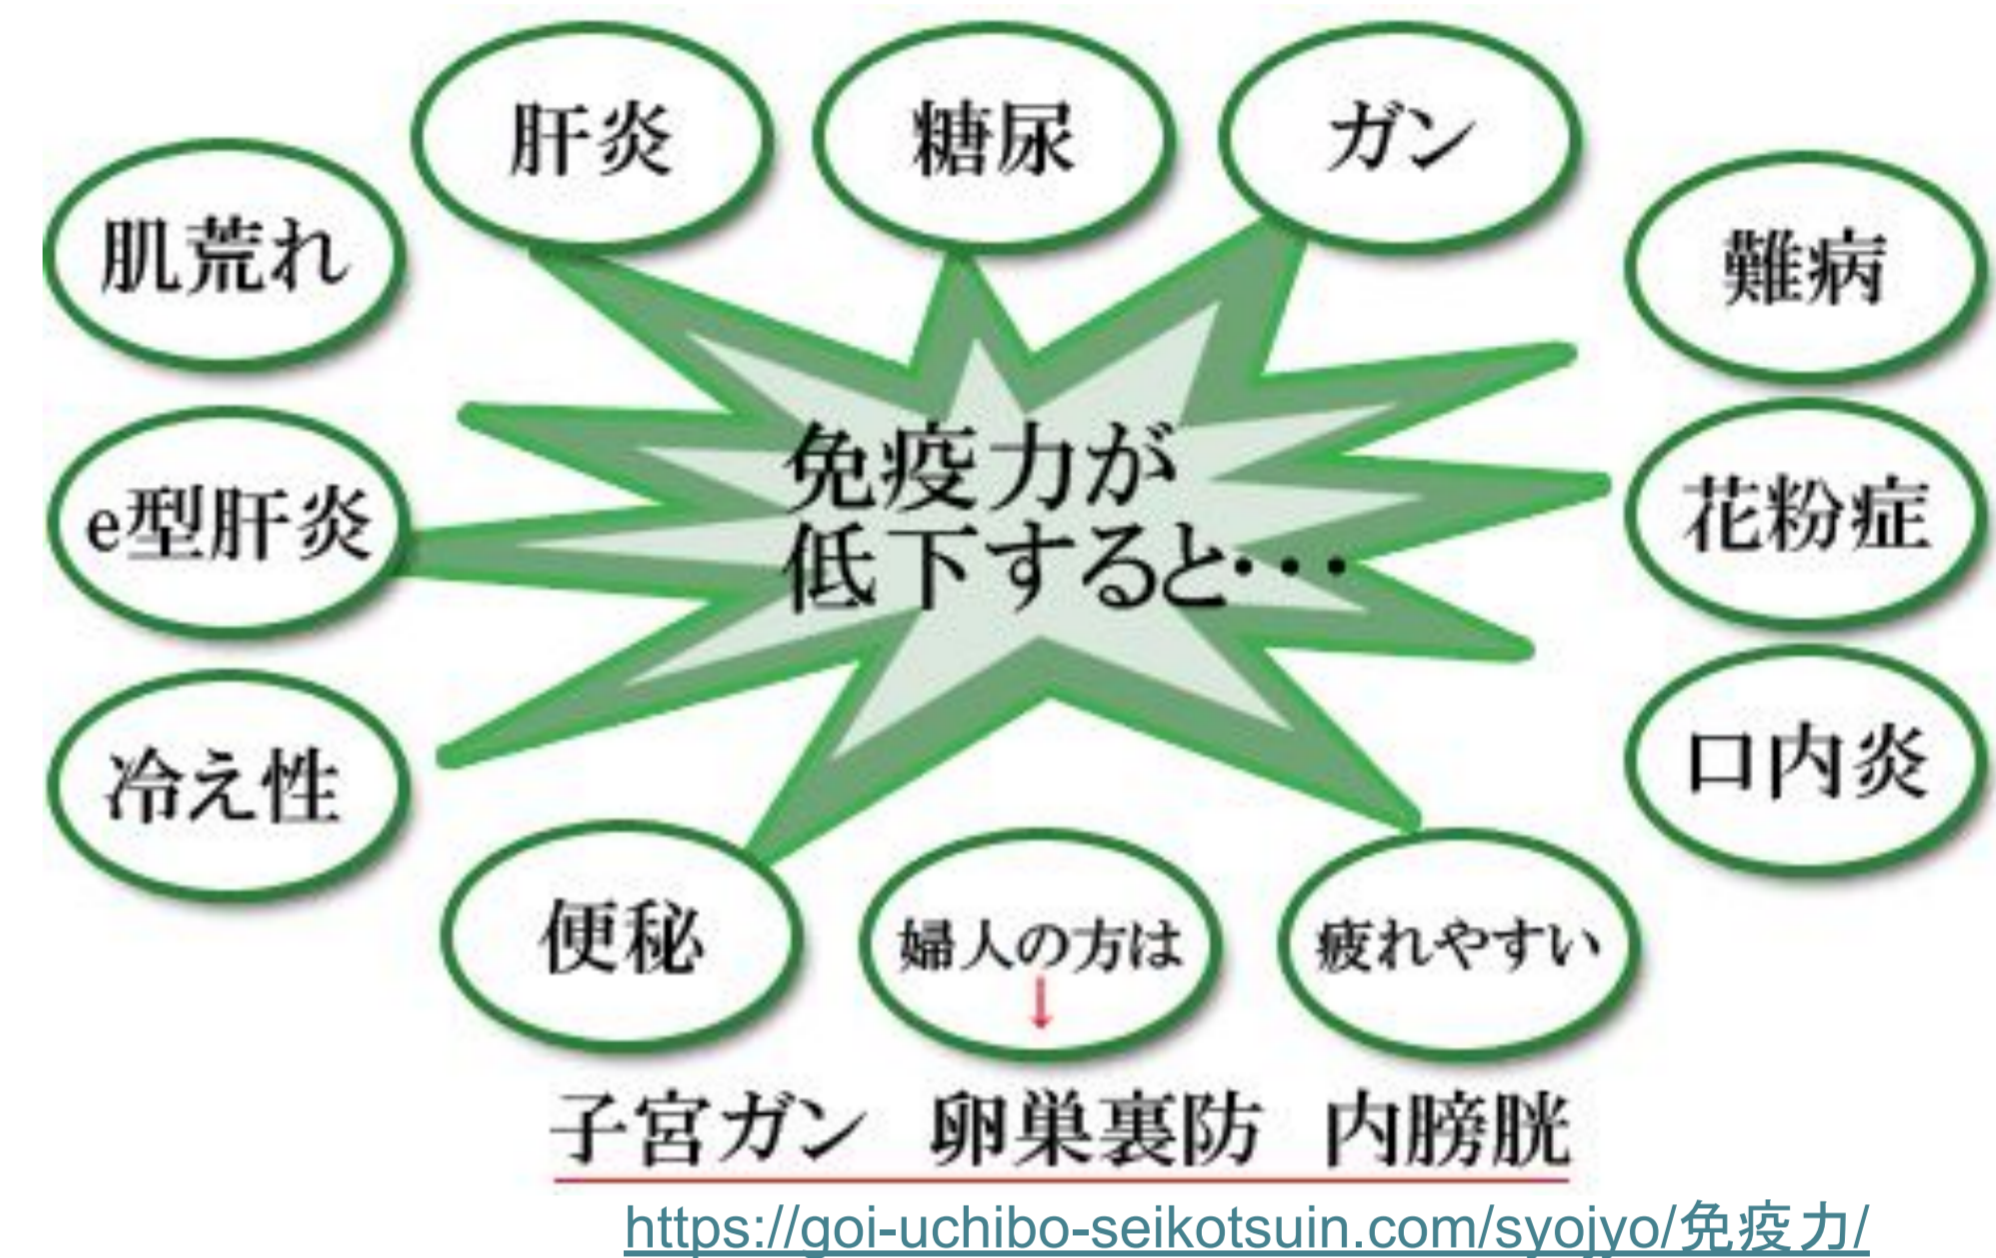 肝炎
糖尿
ガン
肌荒れ
難病
免疫力が
低下すると・・・
e型肝炎
花粉症
冷え性
口内炎
便秘
婦人の方は
↓
疲れやすい
子宮ガン 卵巣裏防 内膀胱
https://goi-uchibo-seikotsuin.com/syojyo/免疫力/